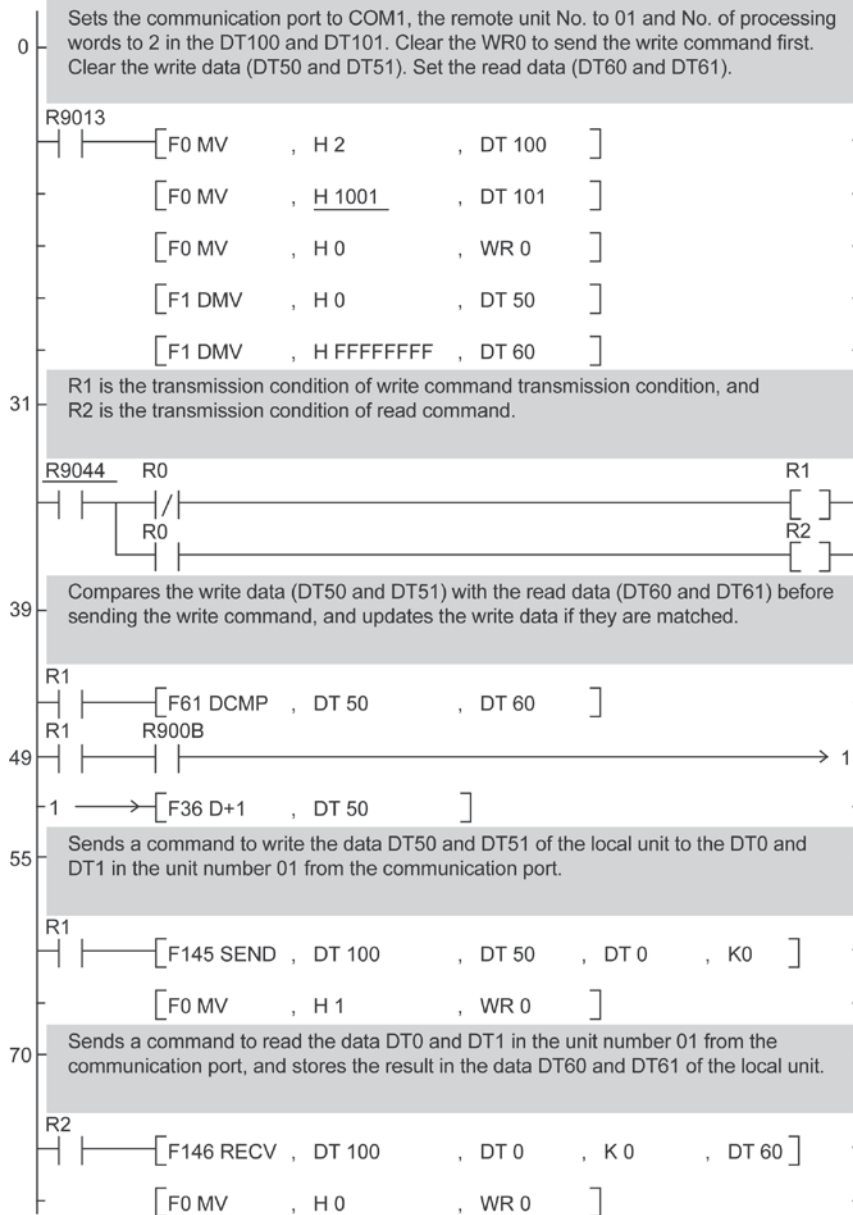 Sets the communication port to COM1, the remote unit No. to 01 and No. of processing
0 words to 2 in the DT100 and DT101. Clear the WR0 to send the write command first.
Clear the write data (DT50 and DT51). Set the read data (DT60 and DT61).
R9013
[F0 MV , H 2 , DT 100 ]
[F0 MV , H 1001 , DT 101 ]
[F0 MV , H 0 , WR 0 ]
[F1 DMV , H 0 , DT 50 ]
[F1 DMV , H FFFFFFFF , DT 60 ]
R1 is the transmission condition of write command transmission condition, and
31 R2 is the transmission condition of read command.
R9044 R0 R1
R0 R2
Compares the write data (DT50 and DT51) with the read data (DT60 and DT61) before
39 sending the write command, and updates the write data if they are matched.
R1
[F61 DCMP , DT 50 , DT 60 ]
R1 R900B
49 1
1 [F36 D+1 , DT 50 ]
Sends a command to write the data DT50 and DT51 of the local unit to the DT0 and
55 DT1 in the unit number 01 from the communication port.
R1
[F145 SEND , DT 100 , DT 50 , DT 0 , K0 ]
[F0 MV , H 1 , WR 0 ]
Sends a command to read the data DT0 and DT1 in the unit number 01 from the
70 communication port, and stores the result in the data DT60 and DT61 of the local unit.
R2
[F146 RECV , DT 100 , DT 0 , K 0 , DT 60 ]
[F0 MV , H 0 , WR 0 ]